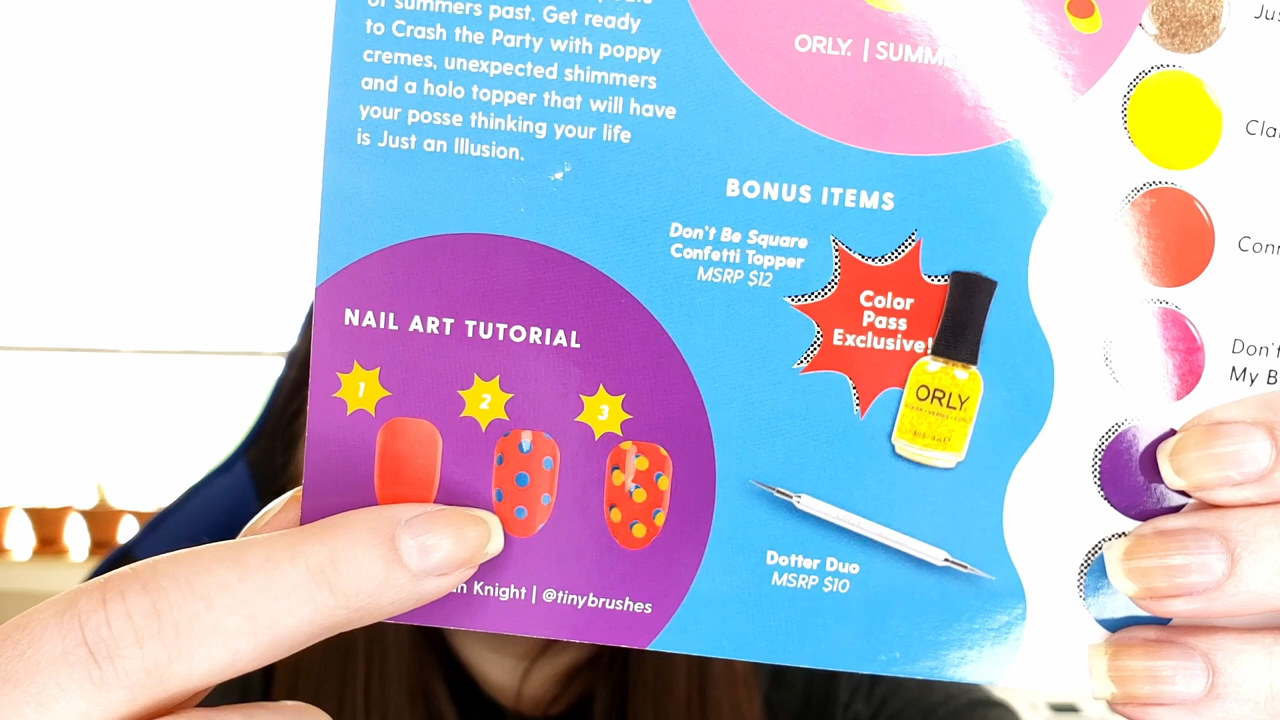 of summers past. Get ready
to Crash the Party with poppy
cremes, unexpected shimmers
and a holo topper that will have
your posse thinking your life
is Just an Illusion.
ORLY. | SUMME
BONUS ITEMS
Don't Be Square
Confetti Topper
MSRP $12
Color
Pass
Exclusive!
ORLY
NAIL ART TUTORIAL
1
2
3
Dotter Duo
MSRP $10
Knight | @tinybrushes
Jus
Cla
Con
Don't
My B